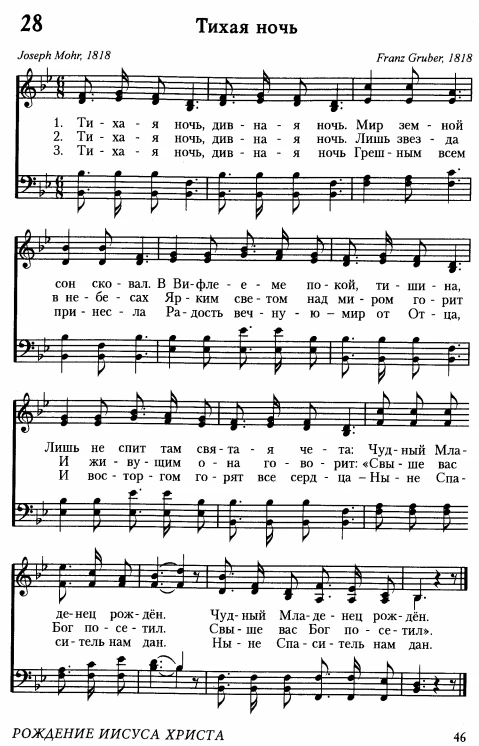 28 Тихая ночь
Joseph Mohr, 1818 Franz Gruber, 1818
1. Ти - ха - я ночь, див - на - я ночь. Мир зем - ной
2. Ти - ха - я ночь, див - на - я ночь. Лишь звез - да
3. Ти - ха - я ночь, див - на - я ночь Греш - ным всем
сон ско - вал. В Виф - ле - е - ме по - кой, ти - ши - на,
в не - бе - сах Яр - ким све - том над ми - ром го - рит
при - нес - ла Ра - дость веч - ну - ю – мир от От - ца,
Лишь не спит там свя - та - я че - та: Чуд - ный Мла -
И жи - ву - щим о - на го - во - рит: «Свы - ше вас
И вос - тор - гом го - рят все серд - ца – Ны - не Спа -
де - нец рож - дён. Чуд - ный Мла - де - нец рож - дён.
Бог по - се - тил. Свы - ше вас Бог по - се - тил».
си - тель нам дан. Ны - не Спа - си - тель нам дан.
РОЖДЕНИЕ ИИСУСА ХРИСТА 46